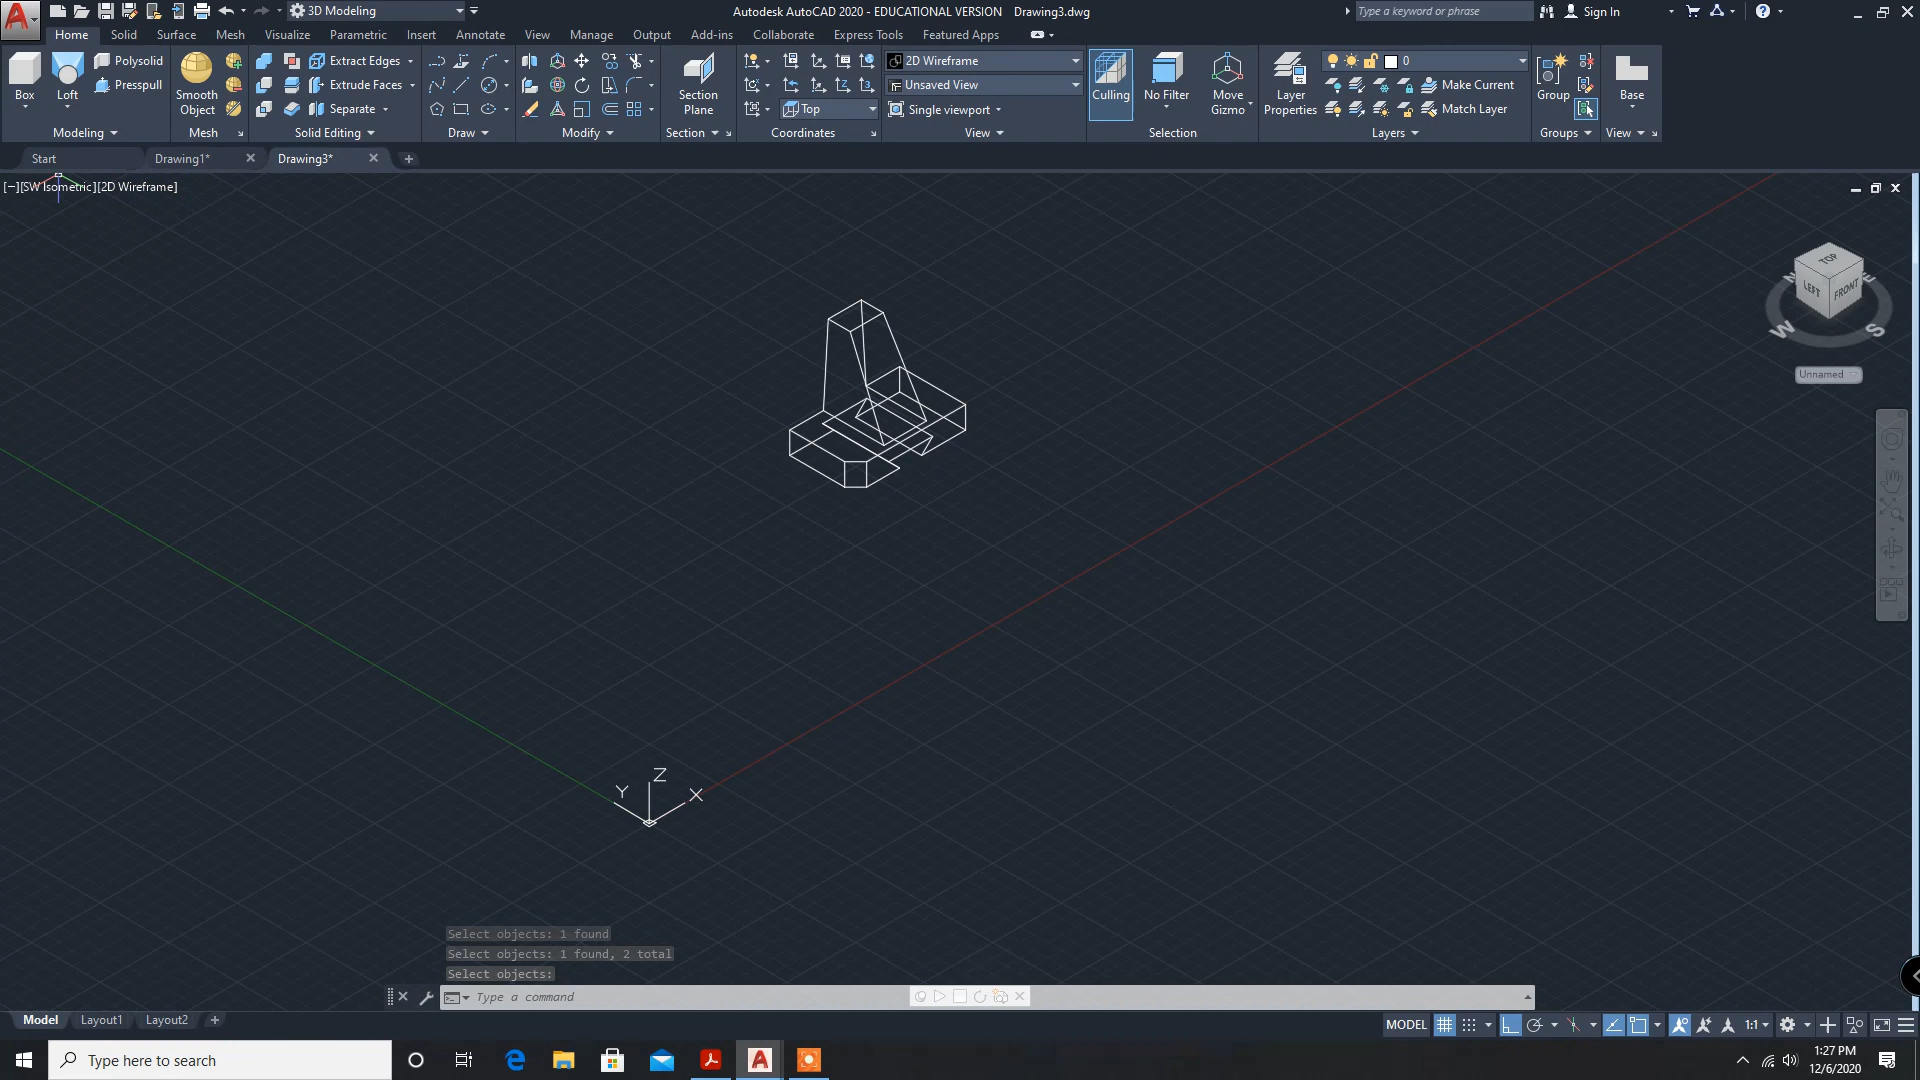 3D Modeling
Autodesk AutoCAD 2020 - EDUCATIONAL VERSION Drawing3.dwg
Type a keyword or phrase
Sign In
Home Solid Surface Mesh Visualize Parametric Insert Annotate View Manage Output Add-ins Collaborate Express Tools Featured Apps
Box
Loft
Polysolid
Presspull
Modeling
Smooth
Object
Mesh
Extract Edges
Extrude Faces
Separate
Solid Editing
Draw
Modify
Section
Plane
Section
Top
Coordinates
2D Wireframe
Unsaved View
Single viewport
View
Culling
No Filter
Move
Gizmo
Selection
Layer
Properties
0
Make Current
Match Layer
Layers
Group
Groups
Base
View
Start
Drawing1*
Drawing3*
[−][SW Isometric][2D Wireframe]
TOP
LEFT
FRONT
W
S
Unnamed
Z
Y
X
Select objects: 1 found
Select objects: 1 found, 2 total
Select objects:
Type a command
Model Layout1 Layout2
MODEL
1:1
Type here to search
1:27 PM
12/6/2020